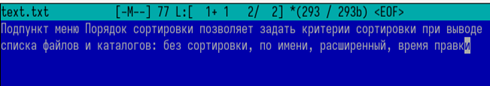 text.txt [-M--] 77 L:[ 1+ 1 2/ 2] *(293 / 293b) <EOF>
Подпункт меню Порядок сортировки позволяет задать критерии сортировки при выводе
списка файлов и каталогов: без сортировки, по имени, расширенный, время правки